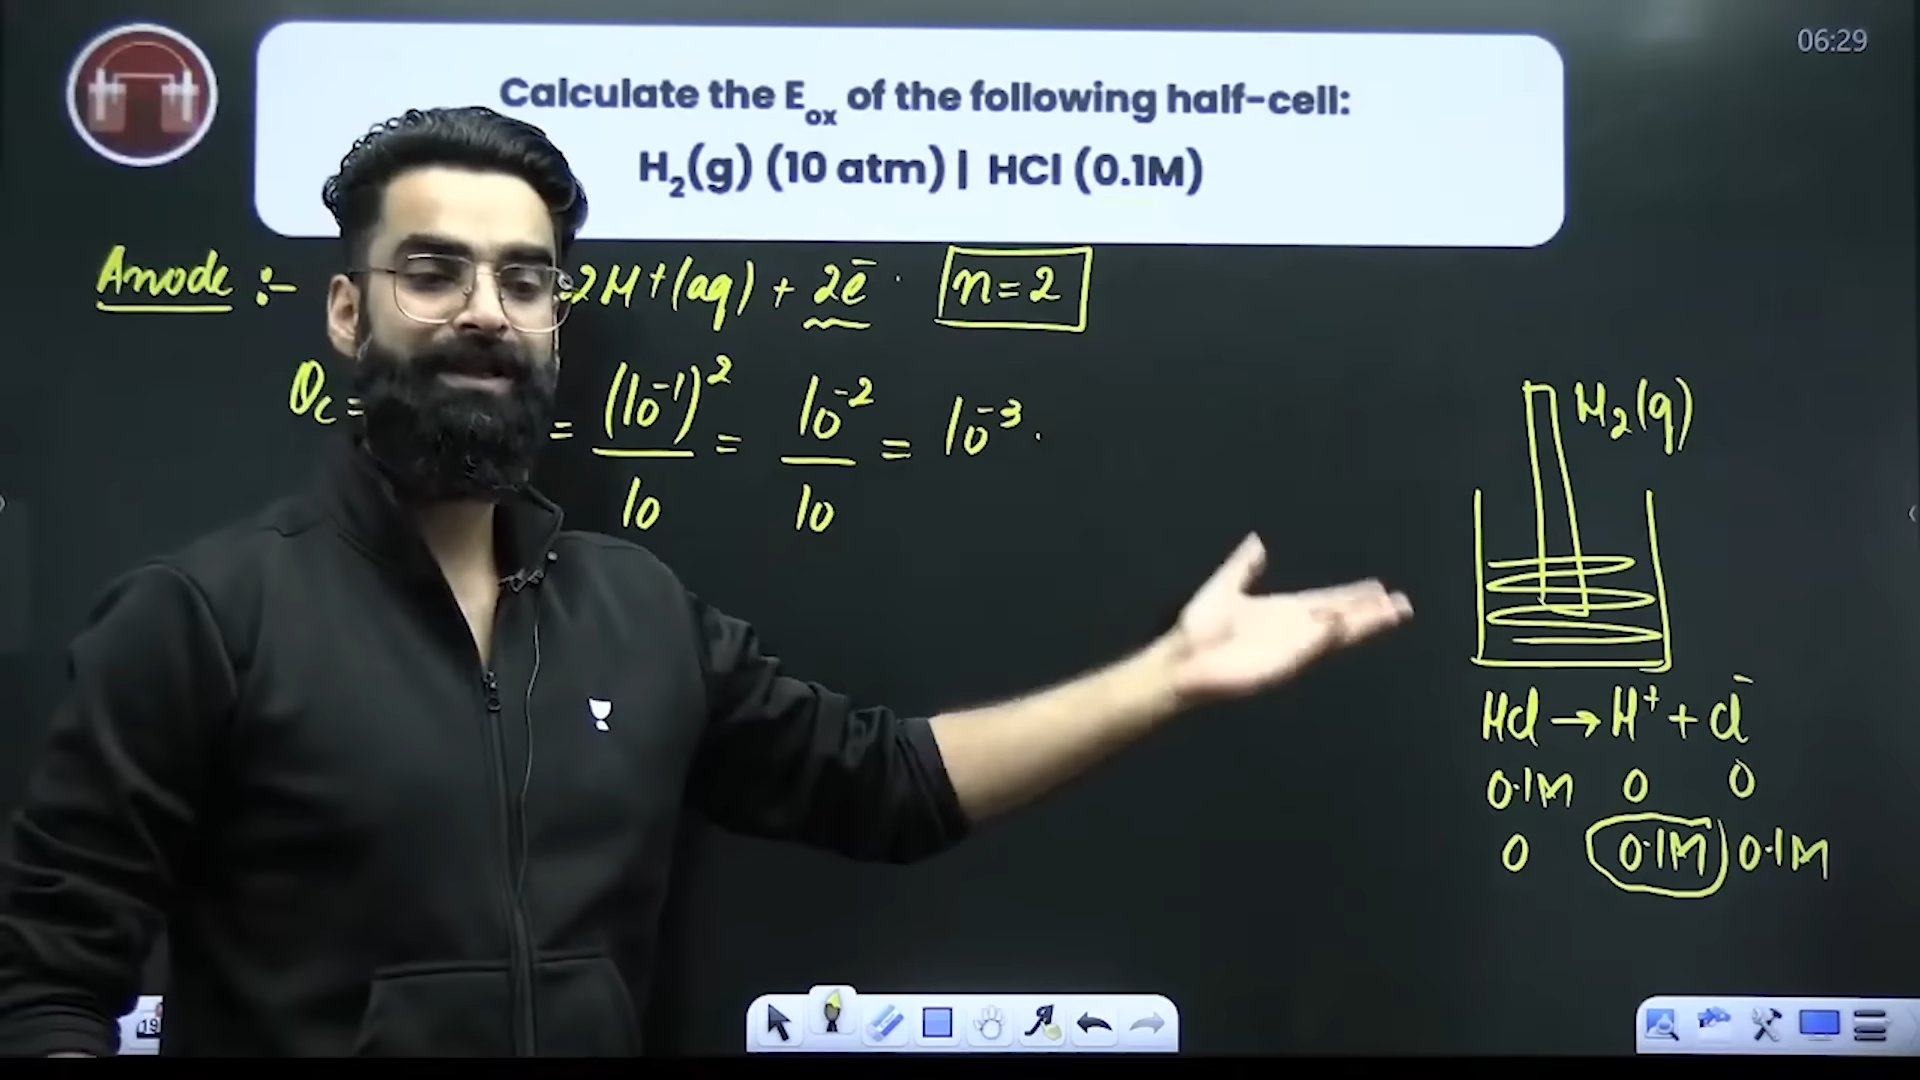 06:29
Calculate the Eox of the following half-cell:
H2(g) (10 atm) | HCl (0.1M)
Anode :-
2H+(aq) + 2e- n=2
Qc = = (10^-1)^2/10 = 10^-2/10 = 10^-3
H2(g)
HCl → H+ + Cl-
0.1M 0 0
0 0.1M 0.1M
19